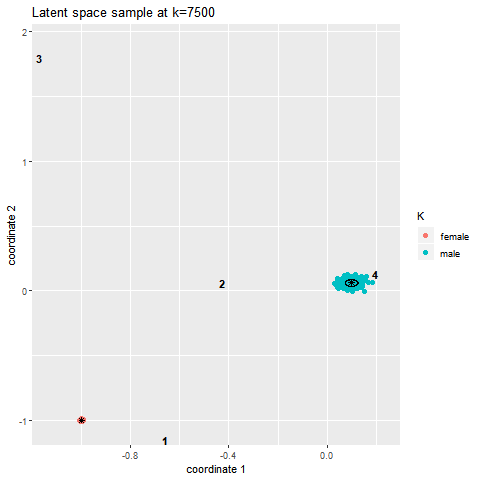 Latent space sample at k=7500
2
3
1
4
2
0
-1
1
-0.8
-0.4
0.0
coordinate 1
coordinate 2
K
female
male